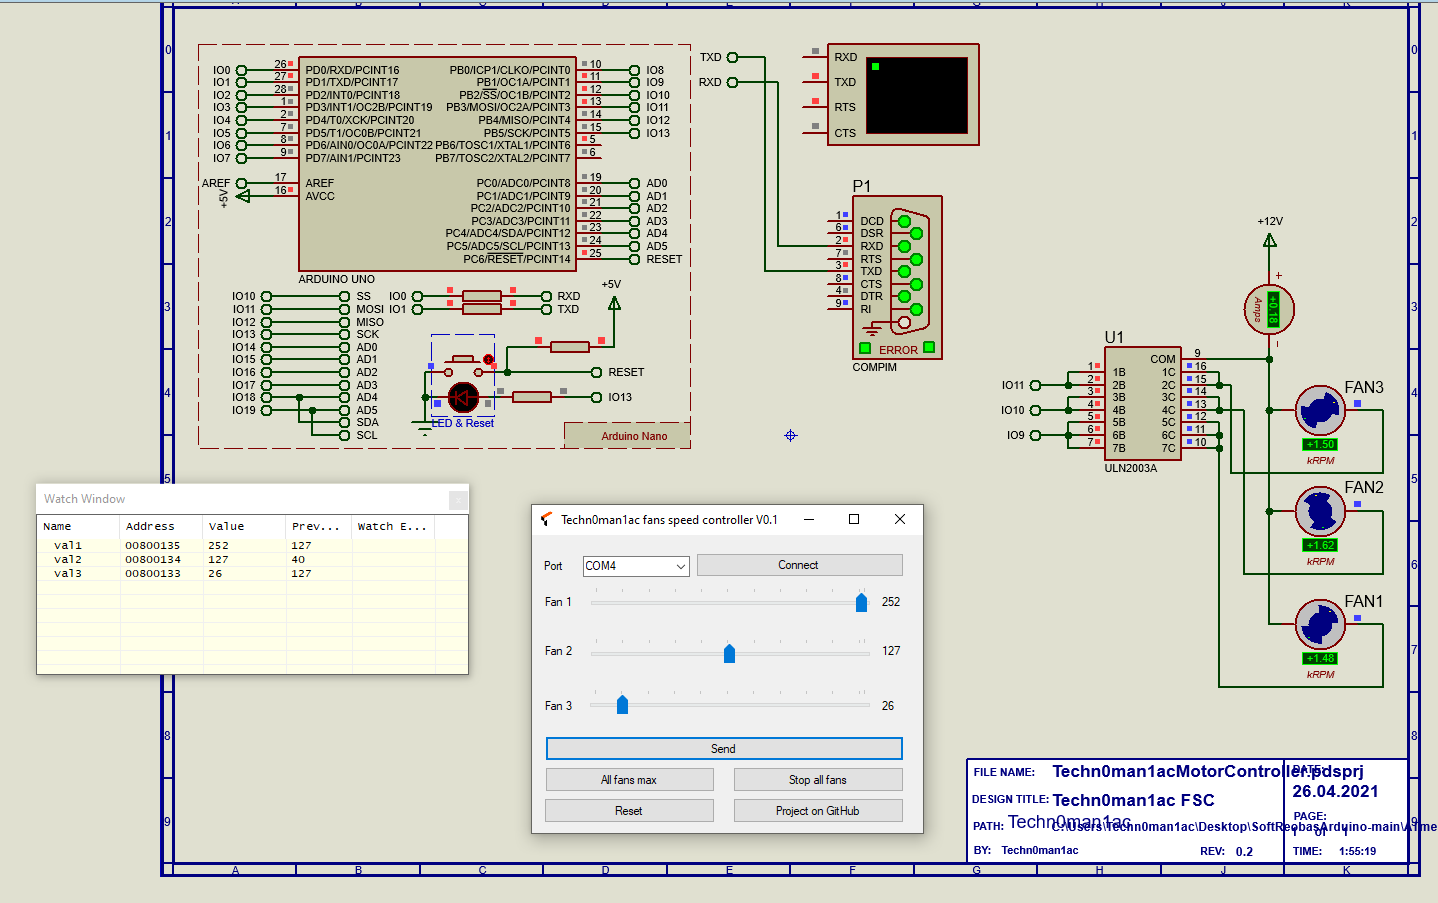 A B C D E F G H J K
0 0
1 1
2 2
3 3
4 4
5 5
6
7
8 8
9 9
IO0 26 PD0/RXD/PCINT16 PB0/ICP1/CLKO/PCINT0 10 IO8
IO1 27 PD1/TXD/PCINT17 PB1/OC1A/PCINT1 11 IO9
IO2 28 PD2/INT0/PCINT18 PB2/SS/OC1B/PCINT2 12 IO10
IO3 1 PD3/INT1/OC2B/PCINT19 PB3/MOSI/OC2A/PCINT3 13 IO11
IO4 2 PD4/T0/XCK/PCINT20 PB4/MISO/PCINT4 14 IO12
IO5 7 PD5/T1/OC0B/PCINT21 PB5/SCK/PCINT5 15 IO13
IO6 8 PD6/AIN0/OC0A/PCINT22 PB6/TOSC1/XTAL1/PCINT6 5
IO7 9 PD7/AIN1/PCINT23 PB7/TOSC2/XTAL2/PCINT7 6
AREF 17 AREF PC0/ADC0/PCINT8 19 AD0
+5V 16 AVCC PC1/ADC1/PCINT9 20 AD1
PC2/ADC2/PCINT10 21 AD2
PC3/ADC3/PCINT11 22 AD3
PC4/ADC4/SDA/PCINT12 23 AD4
PC5/ADC5/SCL/PCINT13 24 AD5
PC6/RESET/PCINT14 25 RESET
ARDUINO UNO
IO10 SS
IO11 MOSI
IO12 MISO
IO13 SCK
IO14 AD0
IO15 AD1
IO16 AD2
IO17 AD3
IO18 AD4
IO19 AD5
SDA
SCL
IO0 RXD
IO1 TXD
+5V
RESET
IO13
LED & Reset
Arduino Nano
TXD
RXD
RXD
TXD
RTS
CTS
P1
1 DCD
6 DSR
2 RXD
7 RTS
3 TXD
8 CTS
4 DTR
9 RI
ERROR
COMPIM
+12V
+
+0.18
Amps
-
U1
COM 9
1 1B 1C 16
IO11 2 2B 2C 15
3 3B 3C 14
IO10 4 4B 4C 13
5 5B 5C 12
IO9 6 6B 6C 11
7 7B 7C 10
ULN2003A
FAN3
+1.50
kRPM
FAN2
+1.62
kRPM
FAN1
+1.48
kRPM
Watch Window
Name Address Value Prev... Watch E...
val1 00800135 252 127
val2 00800134 127 40
val3 00800133 26 127
Techn0man1ac fans speed controller V0.1
Port COM4 Connect
Fan 1 252
Fan 2 127
Fan 3 26
Send
All fans max Stop all fans
Reset Project on GitHub
FILE NAME: Techn0man1acMotorController.pdsprj DATE:
DESIGN TITLE: Techn0man1ac FSC 26.04.2021
PAGE:
PATH: Techn0man1ac C:\Users\Techn0man1ac\Desktop\SoftReobasArduino-main\ATme
1 of 1
BY: Techn0man1ac REV: 0.2 TIME: 1:55:19
A B C D E F G H J K